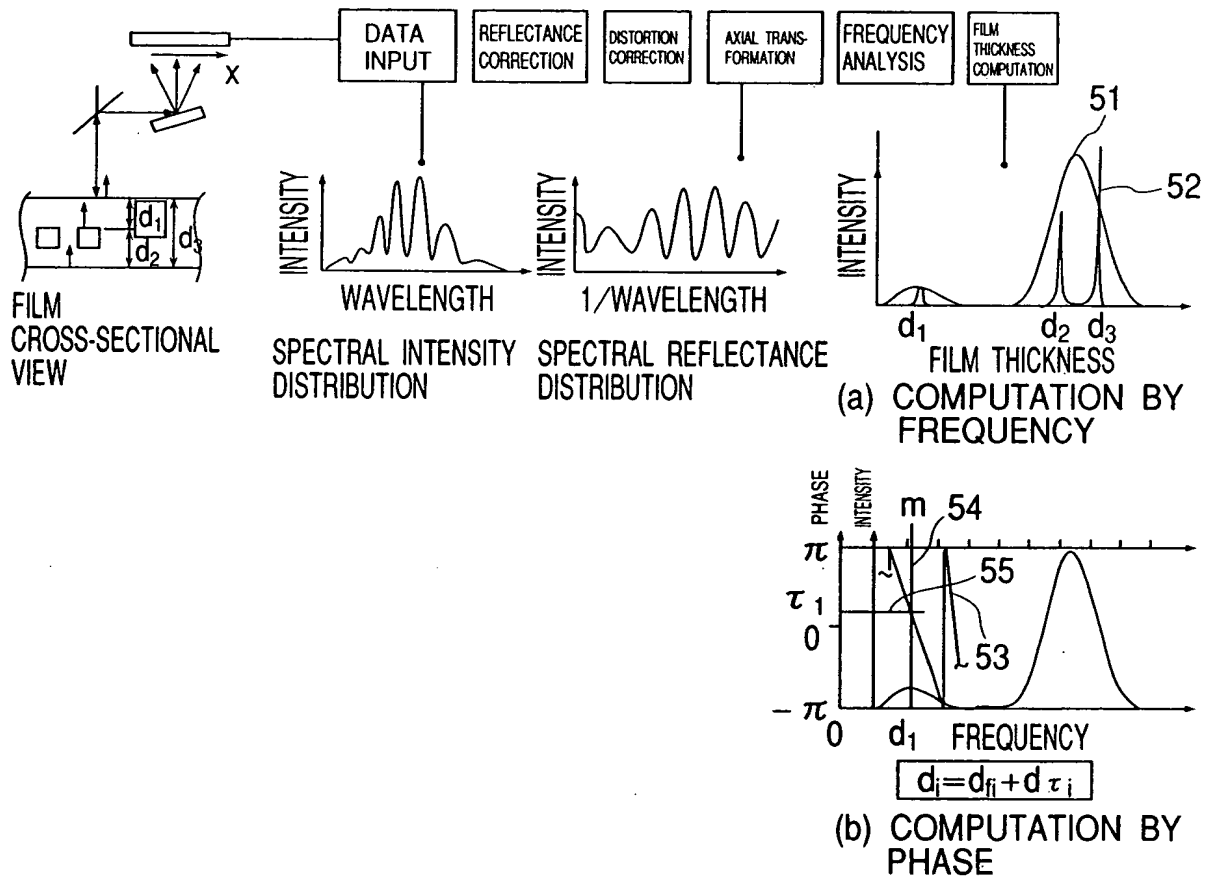 DATA
INPUT
REFLECTANCE
CORRECTION
DISTORTION
CORRECTION
AXIAL TRANS-
FORMATION
FREQUENCY
ANALYSIS
FILM
THICKNESS
COMPUTATION
X
d1
d2
d3
FILM
CROSS-SECTIONAL
VIEW
INTENSITY
WAVELENGTH
SPECTRAL INTENSITY
DISTRIBUTION
INTENSITY
1/WAVELENGTH
SPECTRAL REFLECTANCE
DISTRIBUTION
51
52
INTENSITY
d1 d2 d3
FILM THICKNESS
(a) COMPUTATION BY
FREQUENCY
PHASE
INTENSITY
m
54
55
53
π
τ1
0
-π
0
d1 FREQUENCY
di=dfi+dτi
(b) COMPUTATION BY
PHASE